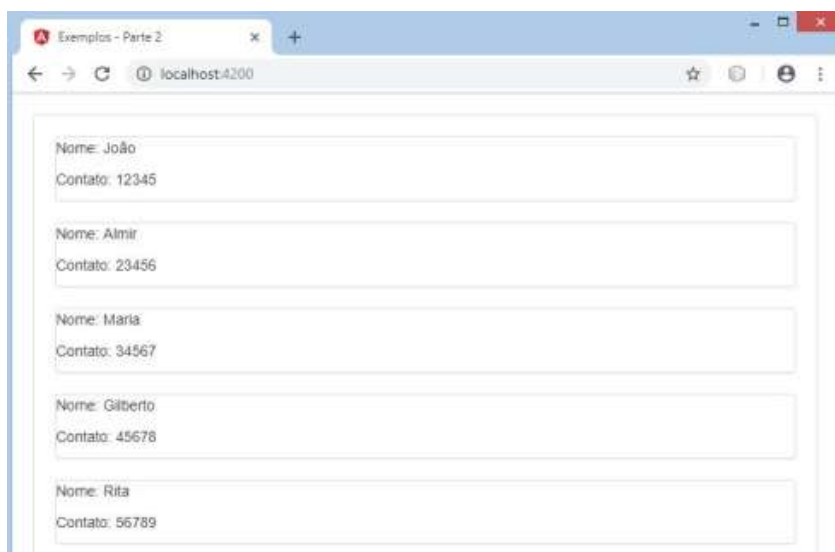 Exemplos - Parte 2
localhost:4200
Nome: João
Contato: 12345
Nome: Almir
Contato: 23456
Nome: Maria
Contato: 34567
Nome: Gilberto
Contato: 45678
Nome: Rita
Contato: 56789